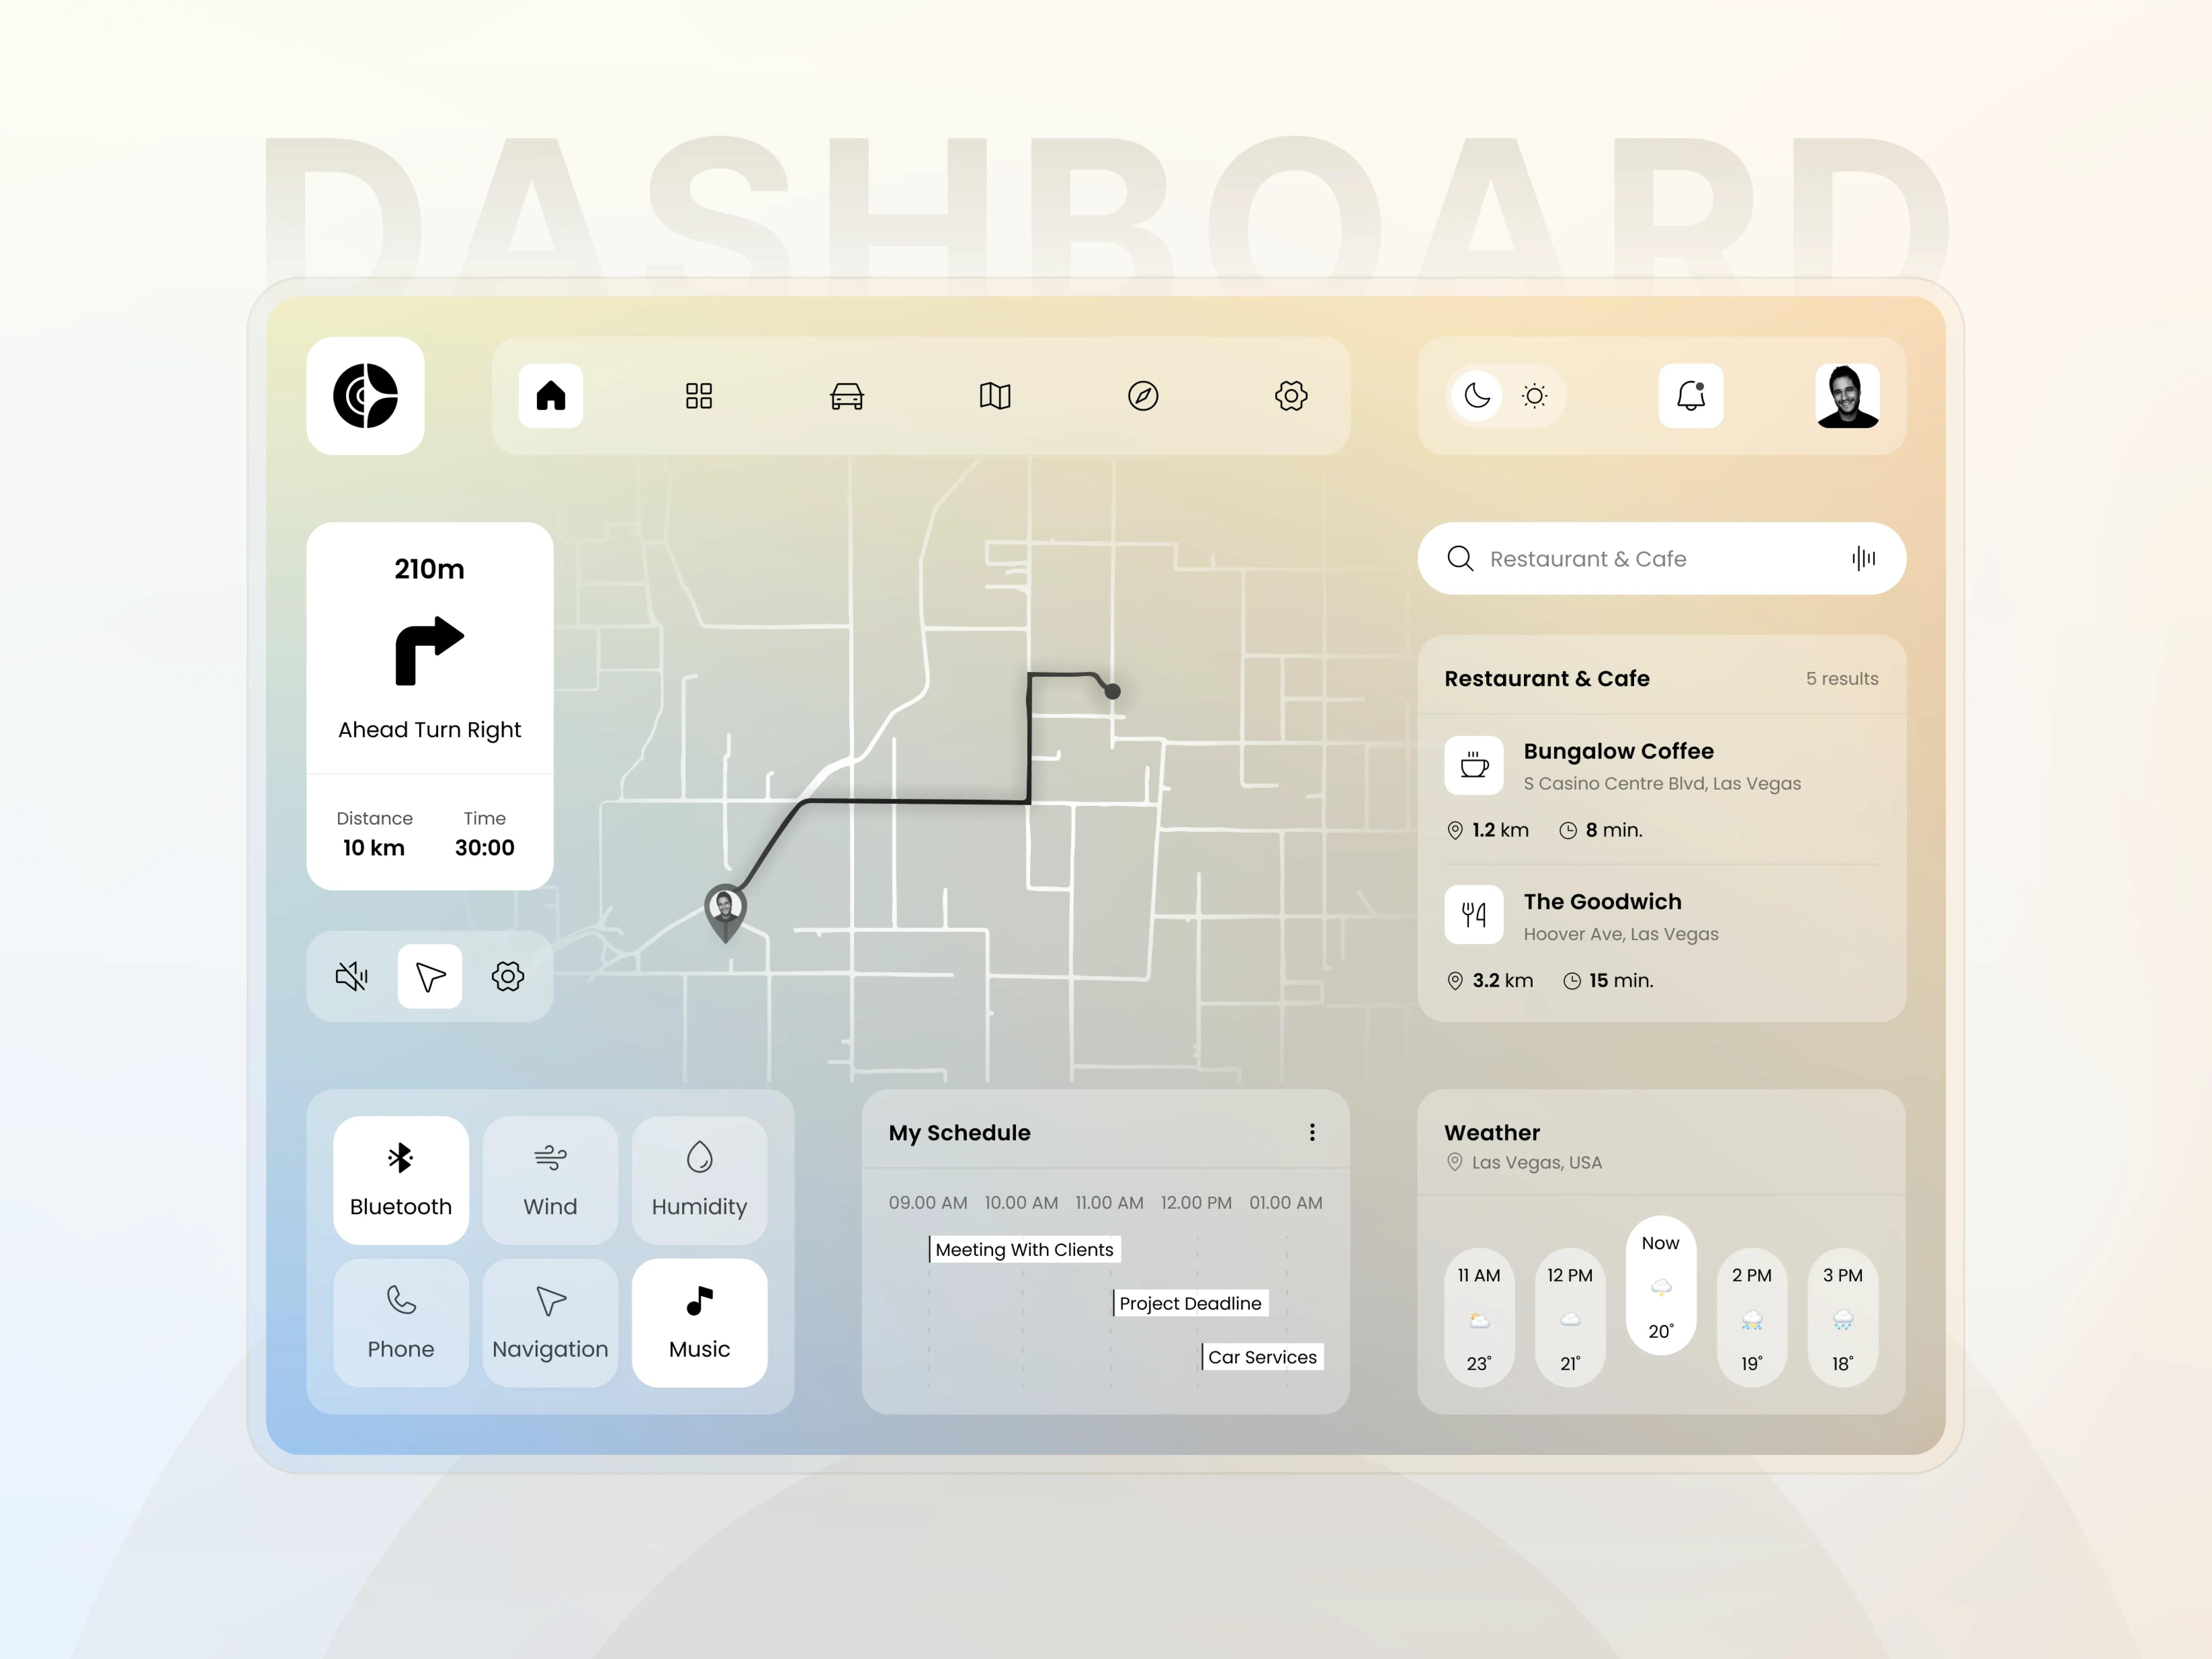 DASHBOARD
210m
Ahead Turn Right
Distance Time
10 km 30:00
Restaurant & Cafe
Restaurant & Cafe 5 results
Bungalow Coffee
S Casino Centre Blvd, Las Vegas
1.2 km 8 min.
The Goodwich
Hoover Ave, Las Vegas
3.2 km 15 min.
Bluetooth Wind Humidity
Phone Navigation Music
My Schedule
09.00 AM 10.00 AM 11.00 AM 12.00 PM 01.00 AM
Meeting With Clients
Project Deadline
Car Services
Weather
Las Vegas, USA
Now
11 AM 12 PM 2 PM 3 PM
20°
23° 21° 19° 18°